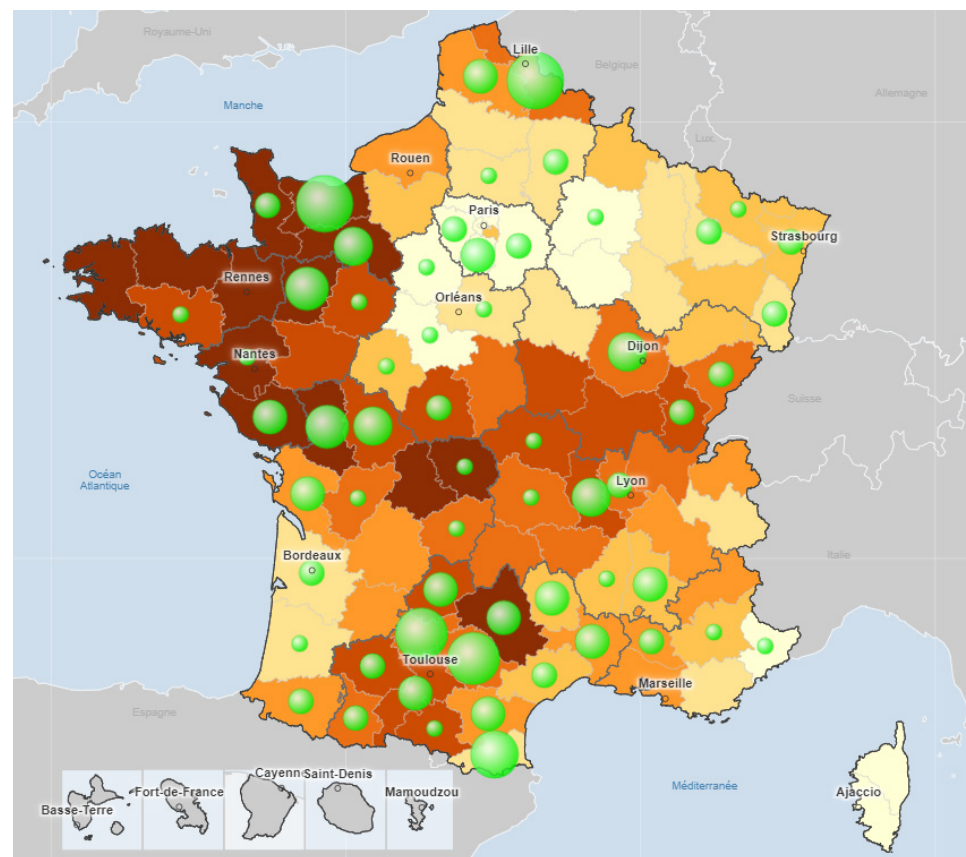 Royaume-Uni
Lille
Belgique
Allemagne
Manche
Lux.
Rouen
Paris
Strasbourg
Rennes
Orléans
Nantes
Dijon
Suisse
Océan
Atlantique
Lyon
Bordeaux
Italie
Toulouse
Marseille
Espagne
Cayenne
Saint-Denis
Fort-de-France
Mamoudzou
Basse-Terre
Méditerranée
Ajaccio